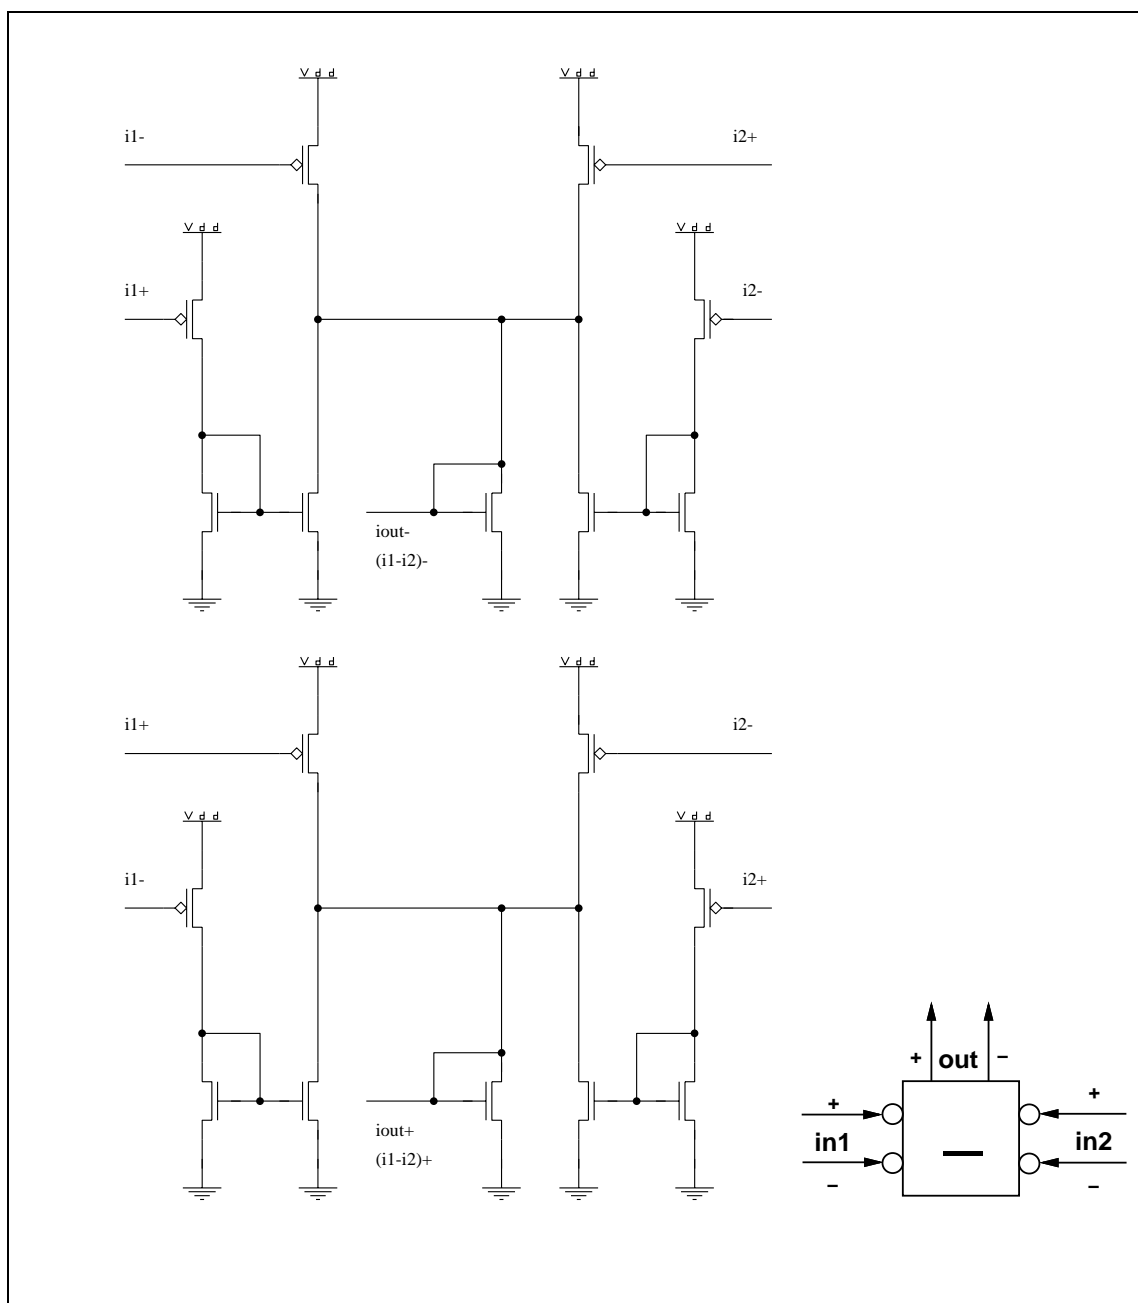 Vdd Vdd
i1- i2+
Vdd Vdd
i1+ i2-
iout-
(i1-i2)-
Vdd Vdd
i1+ i2-
Vdd Vdd
i1- i2+
iout+
(i1-i2)+
+ out −
+ +
in1 in2
− −